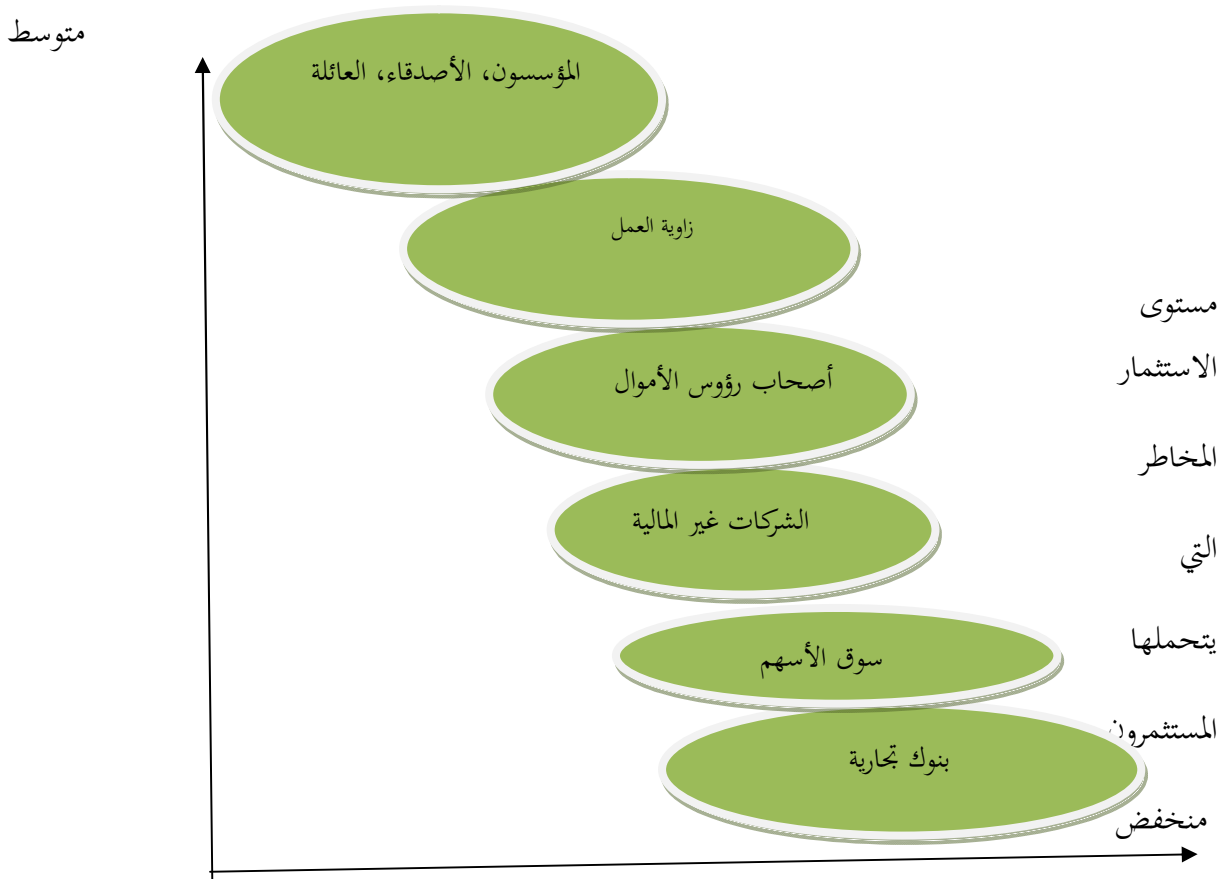 متوسط
المؤسسون، الأصدقاء، العائلة
زاوية العمل
مستوى
الاستثمار
أصحاب رؤوس الأموال
المخاطر
الشركات غير المالية
التي
يتحملها
سوق الأسهم
المستثمرون
بنوك تجارية
منخفض